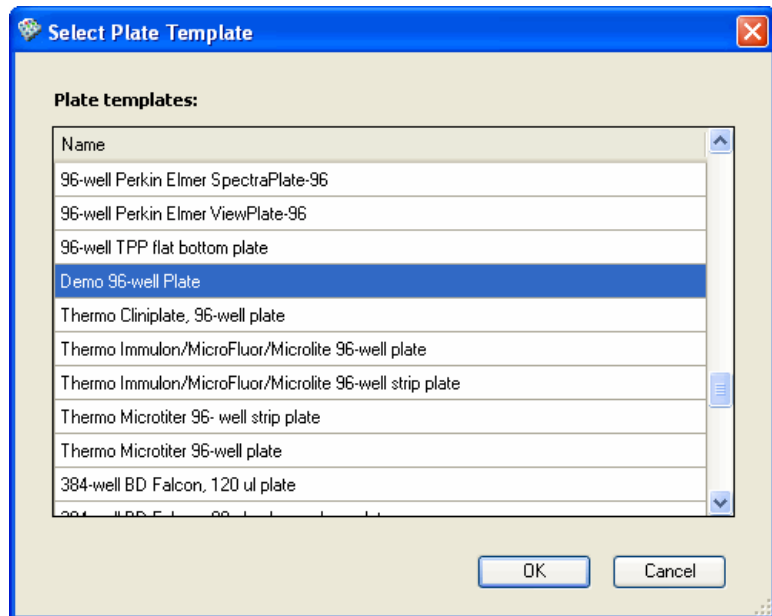 Select Plate Template
Plate templates:
Name
96-well Perkin Elmer SpectraPlate-96
96-well Perkin Elmer ViewPlate-96
96-well TPP flat bottom plate
Demo 96-well Plate
Thermo Cliniplate, 96-well plate
Thermo Immulon/MicroFluor/Microlite 96-well plate
Thermo Immulon/MicroFluor/Microlite 96-well strip plate
Thermo Microtiter 96- well strip plate
Thermo Microtiter 96-well plate
384-well BD Falcon, 120 ul plate
OK Cancel